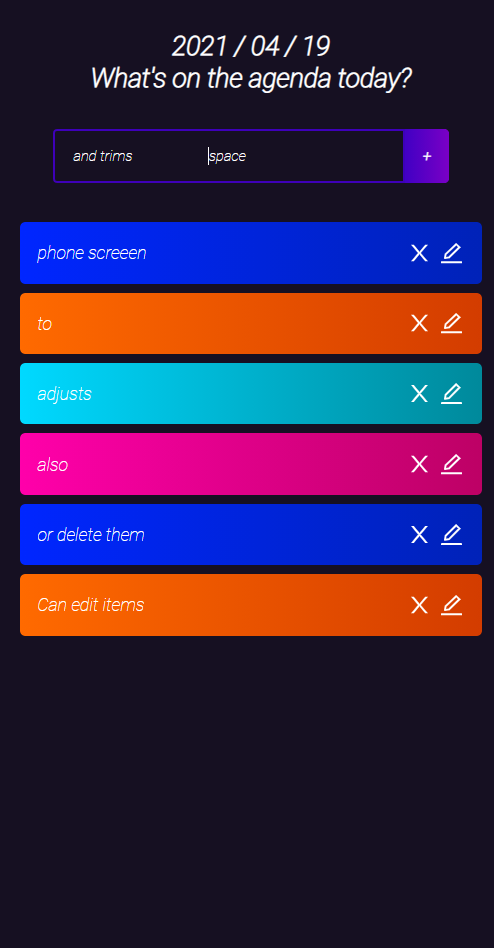 2021 / 04 / 19
What's on the agenda today?
and trims space +
phone screeen
to
adjusts
also
or delete them
Can edit items